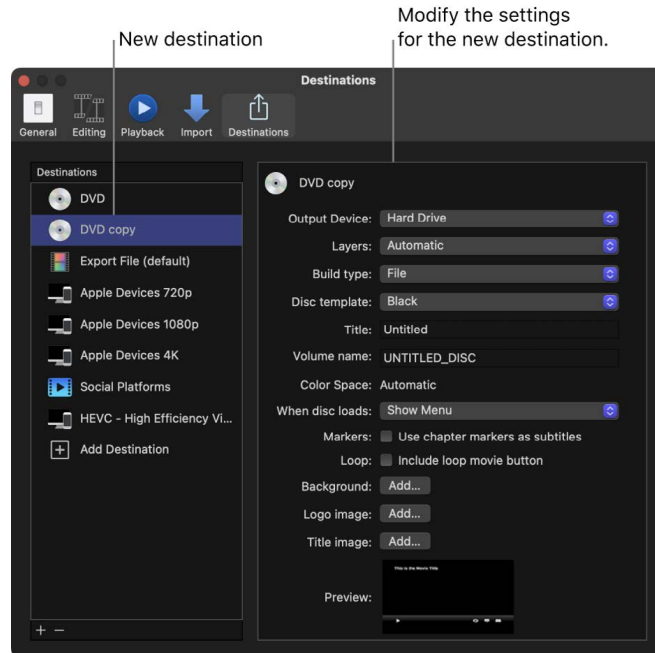 New destination
Modify the settings
for the new destination.
Destinations
General Editing Playback Import Destinations
Destinations
DVD
DVD copy
Export File (default)
Apple Devices 720p
Apple Devices 1080p
Apple Devices 4K
Social Platforms
HEVC - High Efficiency Vi...
Add Destination
DVD copy
Output Device: Hard Drive
Layers: Automatic
Build type: File
Disc template: Black
Title: Untitled
Volume name: UNTITLED_DISC
Color Space: Automatic
When disc loads: Show Menu
Markers: Use chapter markers as subtitles
Loop: Include loop movie button
Background: Add...
Logo image: Add...
Title image: Add...
Preview:
This is the Movie Title